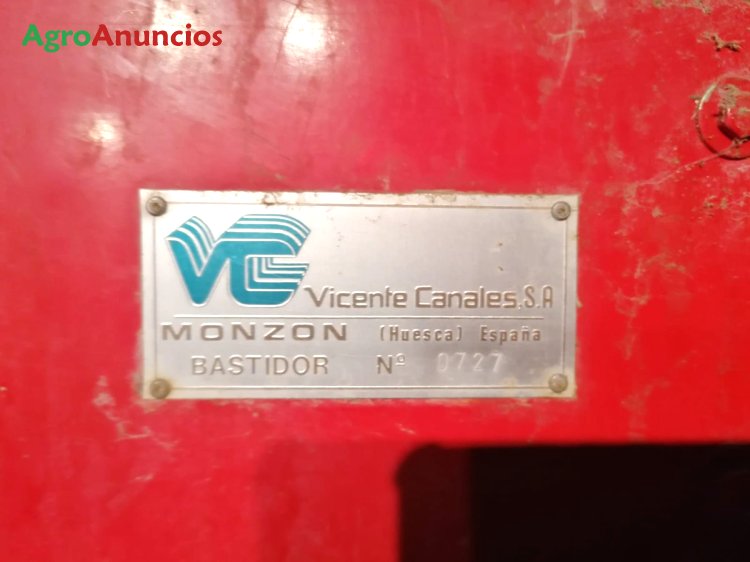 AgroAnuncios
VC Vicente Canales, S.A
MONZON (Huesca) España
BASTIDOR Nº 0727